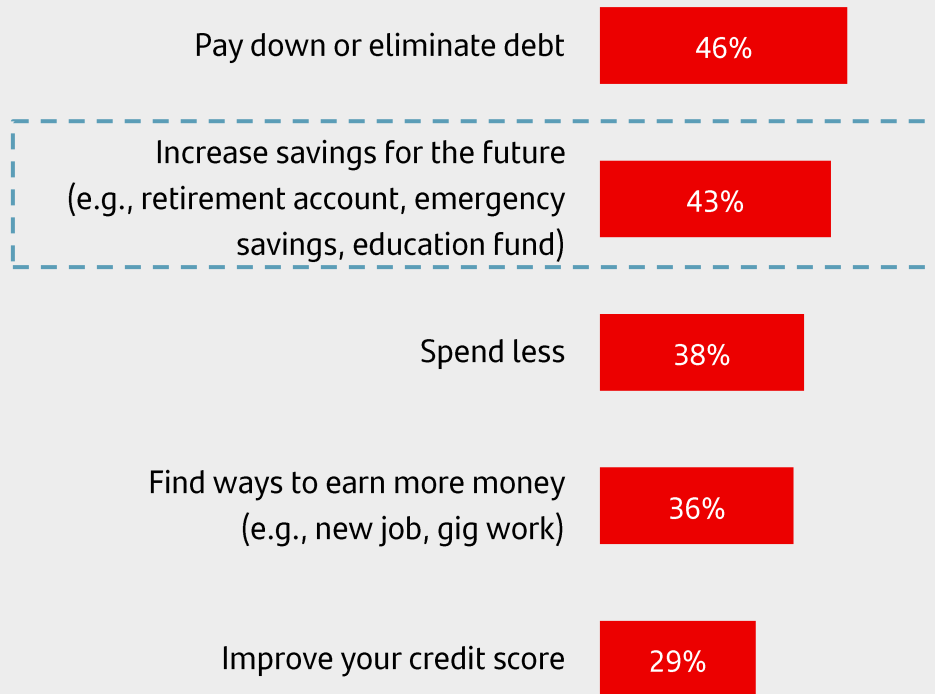 Pay down or eliminate debt
46%
Increase savings for the future
(e.g., retirement account, emergency
savings, education fund)
43%
Spend less
38%
Find ways to earn more money
(e.g., new job, gig work)
36%
Improve your credit score
29%